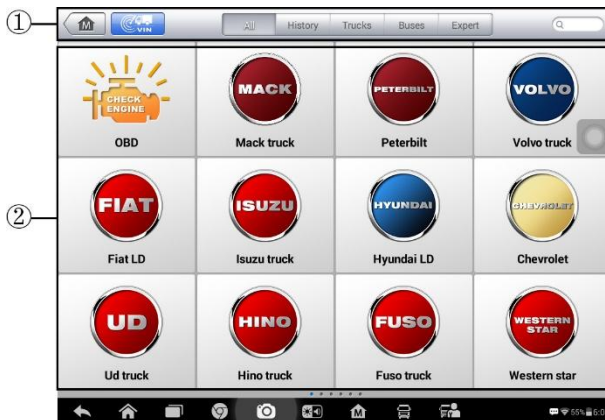 ①
M VIN All History Trucks Buses Expert
②
CHECK ENGINE MACK PETERBILT VOLVO
OBD Mack truck Peterbilt Volvo truck
FIAT ISUZU HYUNDAI CHEVROLET
Fiat LD Isuzu truck Hyundai LD Chevrolet
UD HINO FUSO WESTERN STAR
Ud truck Hino truck Fuso truck Western star
M 55%